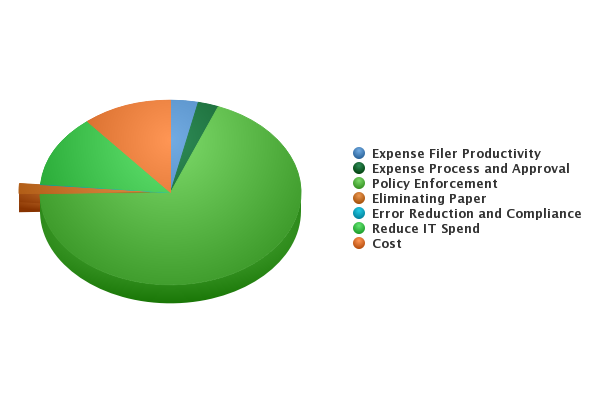 Expense Filer Productivity
Expense Process and Approval
Policy Enforcement
Eliminating Paper
Error Reduction and Compliance
Reduce IT Spend
Cost